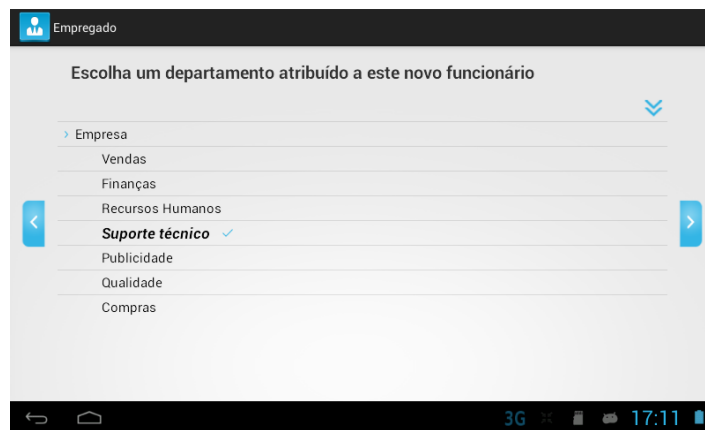 Empregado
Escolha um departamento atribuído a este novo funcionário
Empresa
Vendas
Finanças
Recursos Humanos
Suporte técnico
Publicidade
Qualidade
Compras
3G 17:11